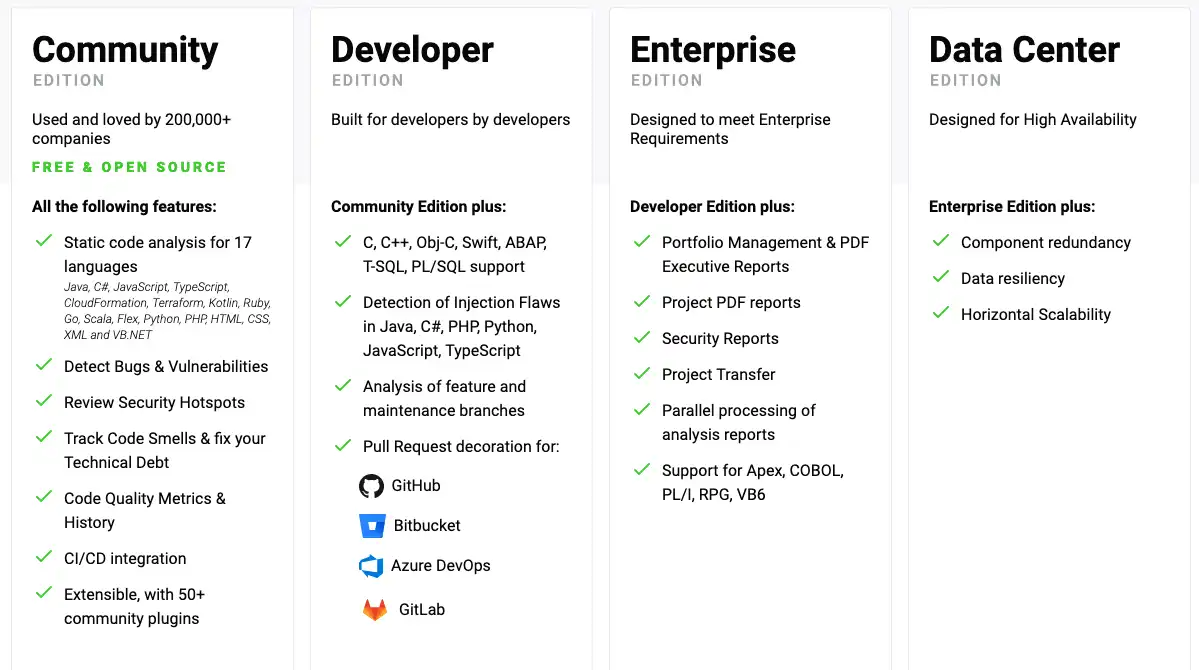 Community
EDITION
Used and loved by 200,000+
companies
FREE & OPEN SOURCE
All the following features:
Static code analysis for 17
languages
Java, C#, JavaScript, TypeScript,
CloudFormation, Terraform, Kotlin, Ruby,
Go, Scala, Flex, Python, PHP, HTML, CSS,
XML and VB.NET
Detect Bugs & Vulnerabilities
Review Security Hotspots
Track Code Smells & fix your
Technical Debt
Code Quality Metrics &
History
CI/CD integration
Extensible, with 50+
community plugins
Developer
EDITION
Built for developers by developers
Community Edition plus:
C, C++, Obj-C, Swift, ABAP,
T-SQL, PL/SQL support
Detection of Injection Flaws
in Java, C#, PHP, Python,
JavaScript, TypeScript
Analysis of feature and
maintenance branches
Pull Request decoration for:
GitHub
Bitbucket
Azure DevOps
GitLab
Enterprise
EDITION
Designed to meet Enterprise
Requirements
Developer Edition plus:
Portfolio Management & PDF
Executive Reports
Project PDF reports
Security Reports
Project Transfer
Parallel processing of
analysis reports
Support for Apex, COBOL,
PL/I, RPG, VB6
Data Center
EDITION
Designed for High Availability
Enterprise Edition plus:
Component redundancy
Data resiliency
Horizontal Scalability